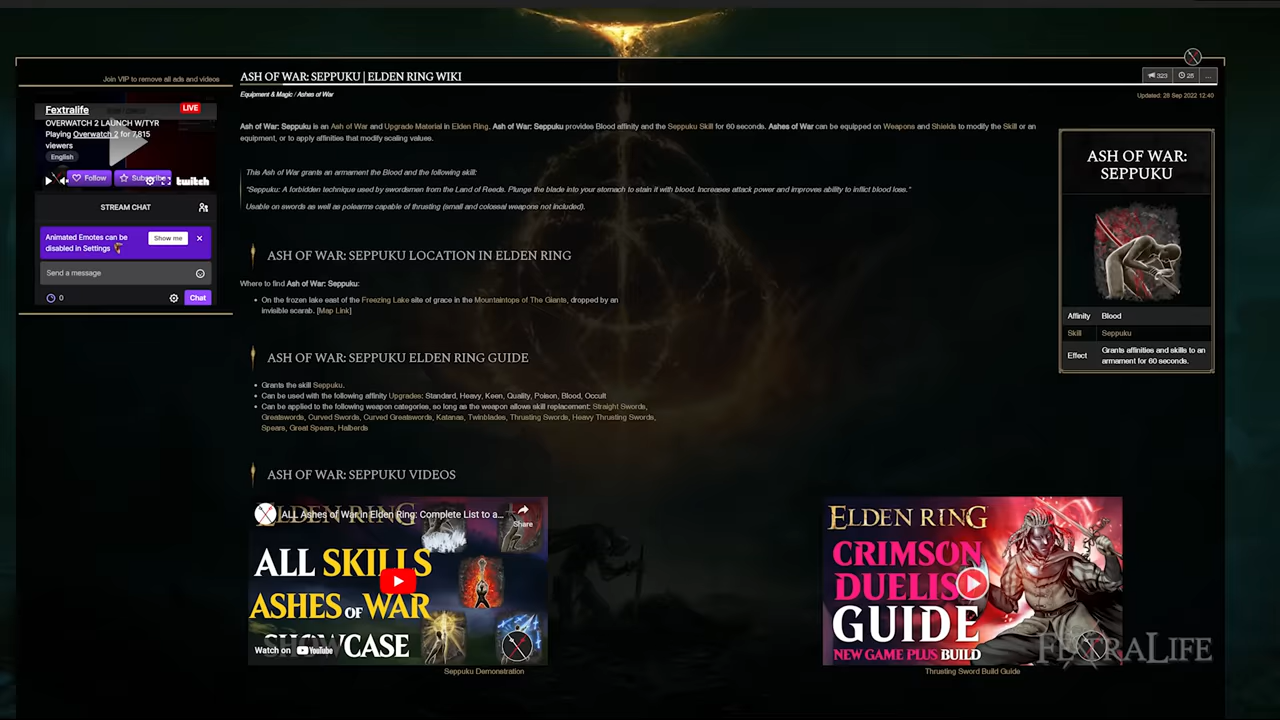 Join VIP to remove all ads and videos
ASH OF WAR: SEPPUKU | ELDEN RING WIKI
323
28
...
Equipment & Magic / Ashes of War
Updated: 28 Sep 2022 12:40
Fextralife
LIVE
OVERWATCH 2 LAUNCH W/TYR
Playing Overwatch 2 for 7,815
viewers
English
Follow
Subscribe
twitch
STREAM CHAT
Animated Emotes can be
disabled in Settings
Show me
Send a message
0
Chat
Ash of War: Seppuku is an Ash of War and Upgrade Material in Elden Ring. Ash of War: Seppuku provides Blood affinity and the Seppuku Skill for 60 seconds. Ashes of War can be equipped on Weapons and Shields to modify the Skill or an
equipment, or to apply affinities that modify scaling values.
This Ash of War grants an armament the Blood and the following skill:
"Seppuku: A forbidden technique used by swordsmen from the Land of Reeds. Plunge the blade into your stomach to stain it with blood. Increases attack power and improves ability to inflict blood loss."
Usable on swords as well as polearms capable of thrusting (small and colossal weapons not included).
ASH OF WAR: SEPPUKU LOCATION IN ELDEN RING
Where to find Ash of War: Seppuku:
On the frozen lake east of the Freezing Lake site of grace in the Mountaintops of The Giants, dropped by an
invisible scarab. [Map Link]
ASH OF WAR: SEPPUKU ELDEN RING GUIDE
Grants the skill Seppuku.
Can be used with the following affinity Upgrades: Standard, Heavy, Keen, Quality, Poison, Blood, Occult
Can be applied to the following weapon categories, so long as the weapon allows skill replacement: Straight Swords,
Greatswords, Curved Swords, Curved Greatswords, Katanas, Twinblades, Thrusting Swords, Heavy Thrusting Swords,
Spears, Great Spears, Halberds
ASH OF WAR: SEPPUKU VIDEOS
ELDEN RING
ALL Ashes of War in Elden Ring: Complete List to a...
Share
ALL SKILLS
ASHES OF WAR
SHOWCASE
Watch on YouTube
Seppuku Demonstration
ELDEN RING
CRIMSON
DUELIST
GUIDE
NEW GAME PLUS BUILD
Thrusting Sword Build Guide
ASH OF WAR:
SEPPUKU
Affinity Blood
Skill Seppuku
Effect Grants affinities and skills to an
armament for 60 seconds.
FEXTRALIFE